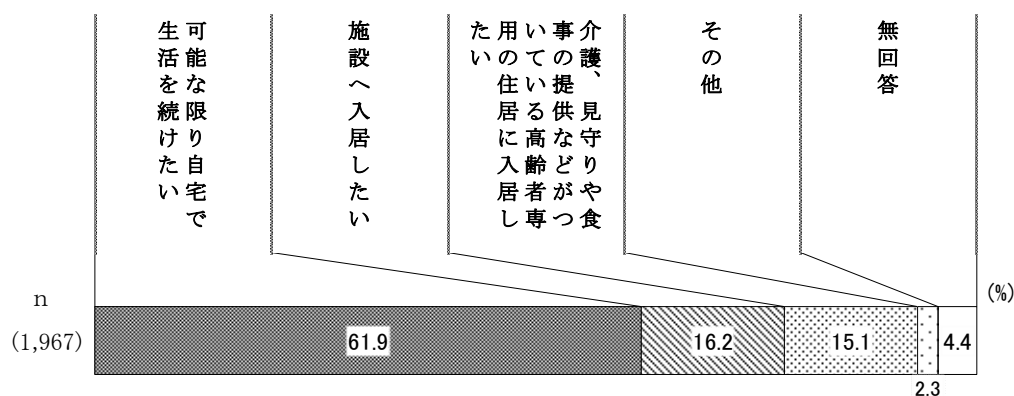 可能な限り自宅で
生活を続けたい
施設へ入居したい
介護、見守りや食
事の提供などがつ
いている高齢者専
用の住居に入居し
たい
その他
無回答
(%)
n
(1,967)
61.9
16.2
15.1
2.3
4.4